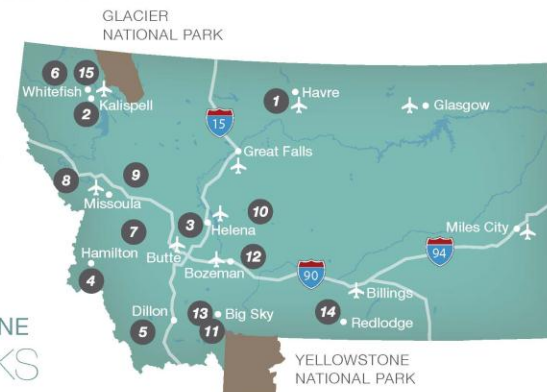 GLACIER
NATIONAL PARK
6
15
Whitefish
Kalispell
2
1
Havre
Glasgow
15
Great Falls
8
9
Missoula
7
3
Helena
10
Hamilton
4
Butte
Bozeman
12
90
94
Miles City
Billings
Dillon
5
13
Big Sky
11
14
Redlodge
NE
KS
YELLOWSTONE
NATIONAL PARK